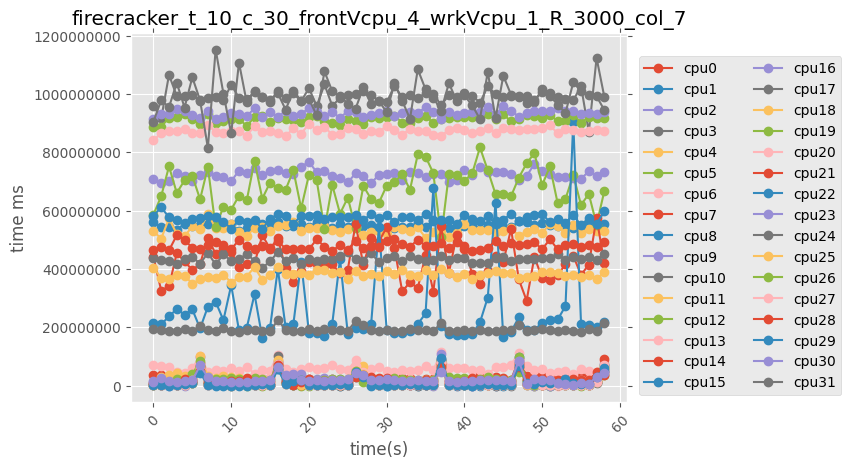 firecracker_t_10_c_30_frontVcpu_4_wrkVcpu_1_R_3000_col_7
1200000000
1000000000
800000000
600000000
400000000
200000000
0
time ms
0
10
20
30
40
50
60
time(s)
cpu0
cpu1
cpu2
cpu3
cpu4
cpu5
cpu6
cpu7
cpu8
cpu9
cpu10
cpu11
cpu12
cpu13
cpu14
cpu15
cpu16
cpu17
cpu18
cpu19
cpu20
cpu21
cpu22
cpu23
cpu24
cpu25
cpu26
cpu27
cpu28
cpu29
cpu30
cpu31